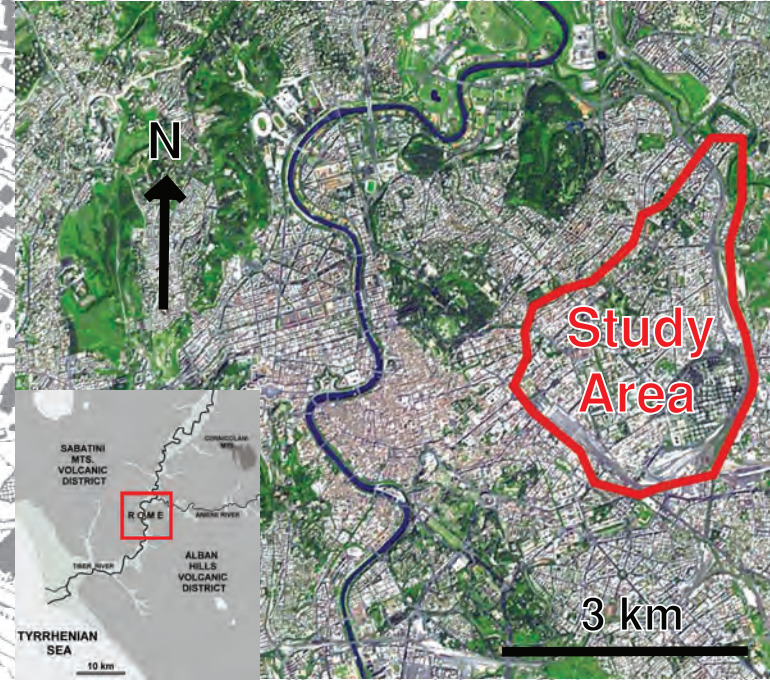 N
Study
Area
3 km
SABATINI
MTS.
VOLCANIC
DISTRICT
CORNICOLANI
MTS.
ROME
ANIENE RIVER
TIBER RIVER
ALBAN
HILLS
VOLCANIC
DISTRICT
TYRRHENIAN
SEA
10 km